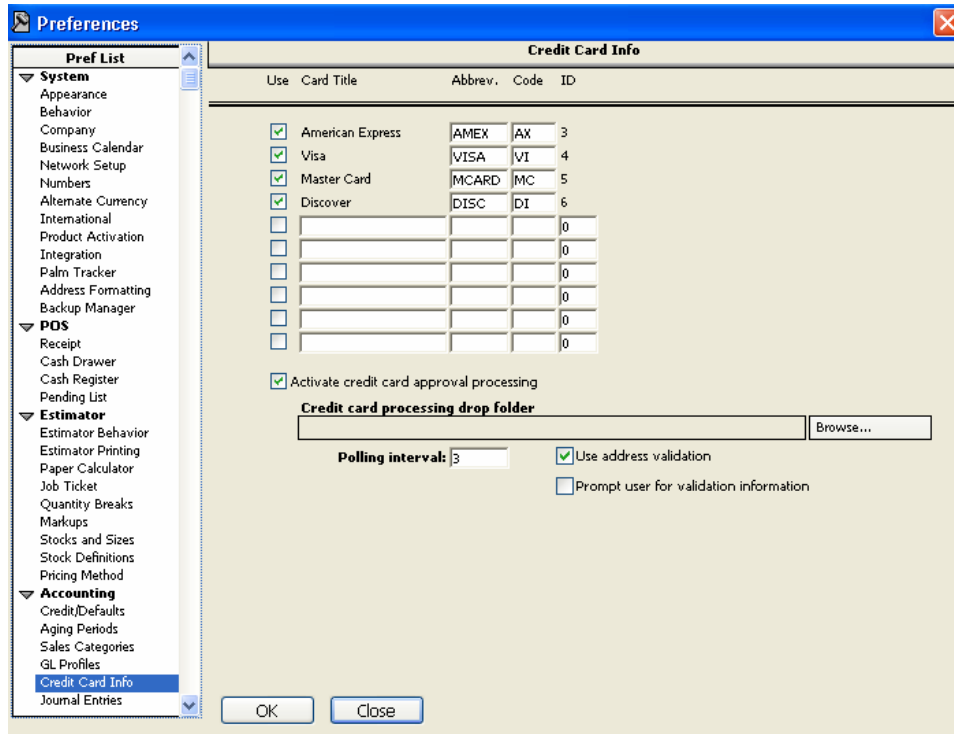 Preferences
Pref List
System
Appearance
Behavior
Company
Business Calendar
Network Setup
Numbers
Alternate Currency
International
Product Activation
Integration
Palm Tracker
Address Formatting
Backup Manager
POS
Receipt
Cash Drawer
Cash Register
Pending List
Estimator
Estimator Behavior
Estimator Printing
Paper Calculator
Job Ticket
Quantity Breaks
Markups
Stocks and Sizes
Stock Definitions
Pricing Method
Accounting
Credit/Defaults
Aging Periods
Sales Categories
GL Profiles
Credit Card Info
Journal Entries
Credit Card Info
Use Card Title Abbrev. Code ID
American Express AMEX AX 3
Visa VISA VI 4
Master Card MCARD MC 5
Discover DISC DI 6
0
0
0
0
0
0
Activate credit card approval processing
Credit card processing drop folder
Browse...
Polling interval: 3 Use address validation
Prompt user for validation information
OK Close